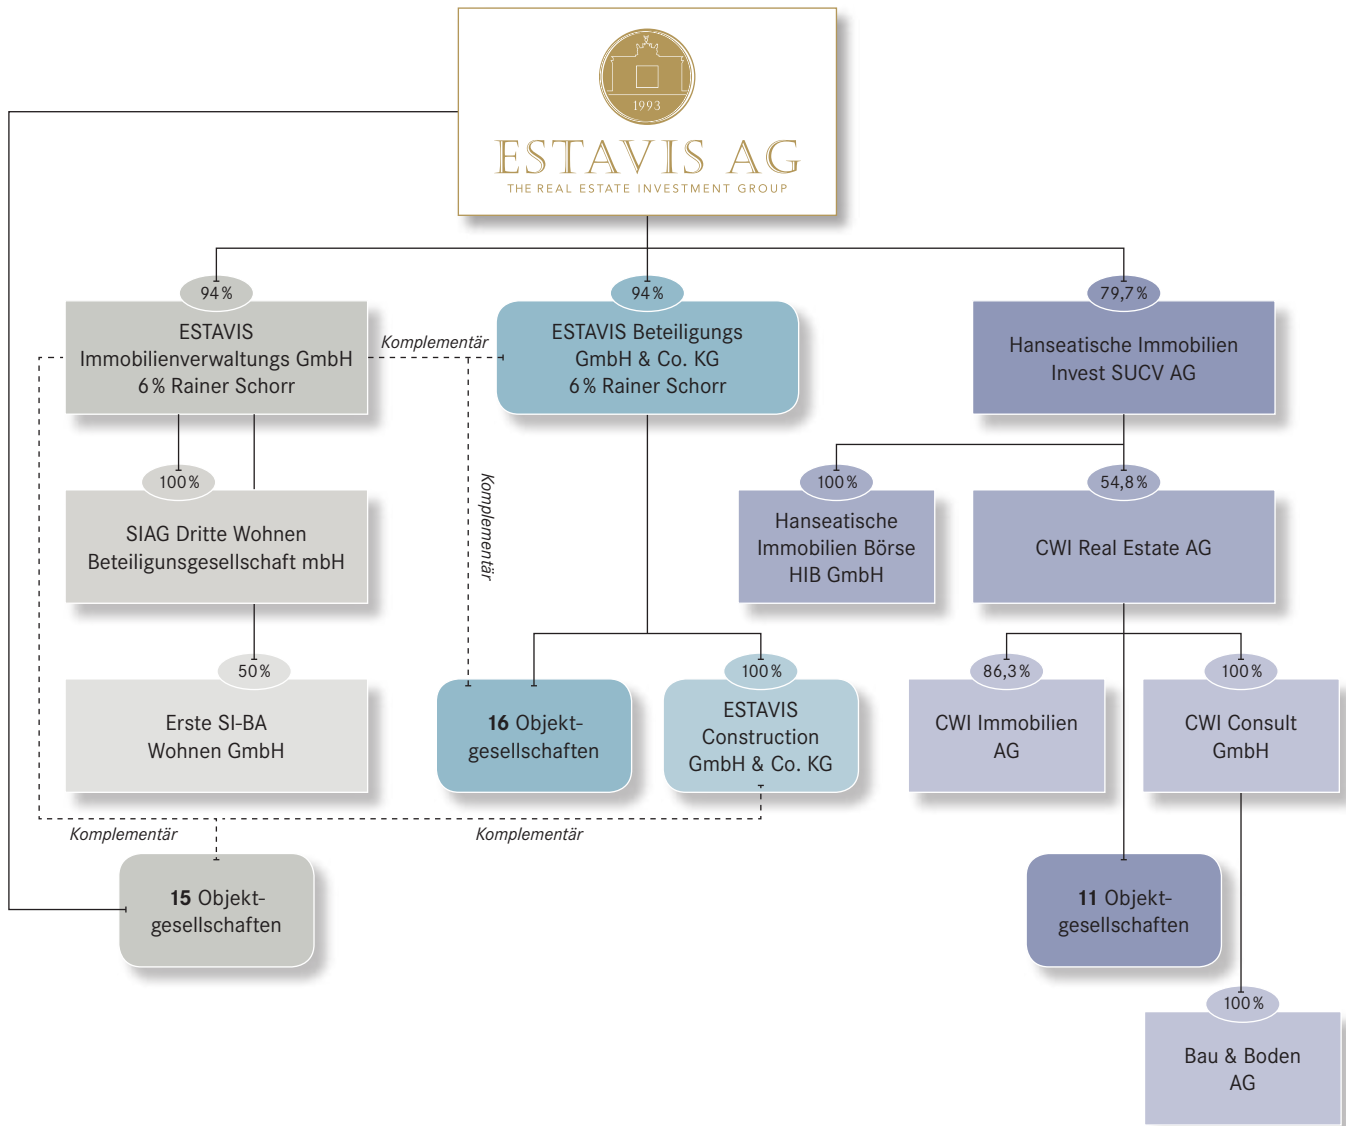 1993
ESTAVIS AG
THE REAL ESTATE INVESTMENT GROUP
94%
ESTAVIS
Immobilienverwaltungs GmbH
6% Rainer Schorr
Komplementär
94%
ESTAVIS Beteiligungs
GmbH & Co. KG
6% Rainer Schorr
79,7%
Hanseatische Immobilien
Invest SUCV AG
100%
SIAG Dritte Wohnen
Beteiligunsgesellschaft mbH
Komplementär
100%
Hanseatische
Immobilien Börse
HIB GmbH
54,8%
CWI Real Estate AG
50%
Erste SI-BA
Wohnen GmbH
16 Objekt-
gesellschaften
100%
ESTAVIS
Construction
GmbH & Co. KG
86,3%
CWI Immobilien
AG
100%
CWI Consult
GmbH
Komplementär
Komplementär
15 Objekt-
gesellschaften
11 Objekt-
gesellschaften
100%
Bau & Boden
AG